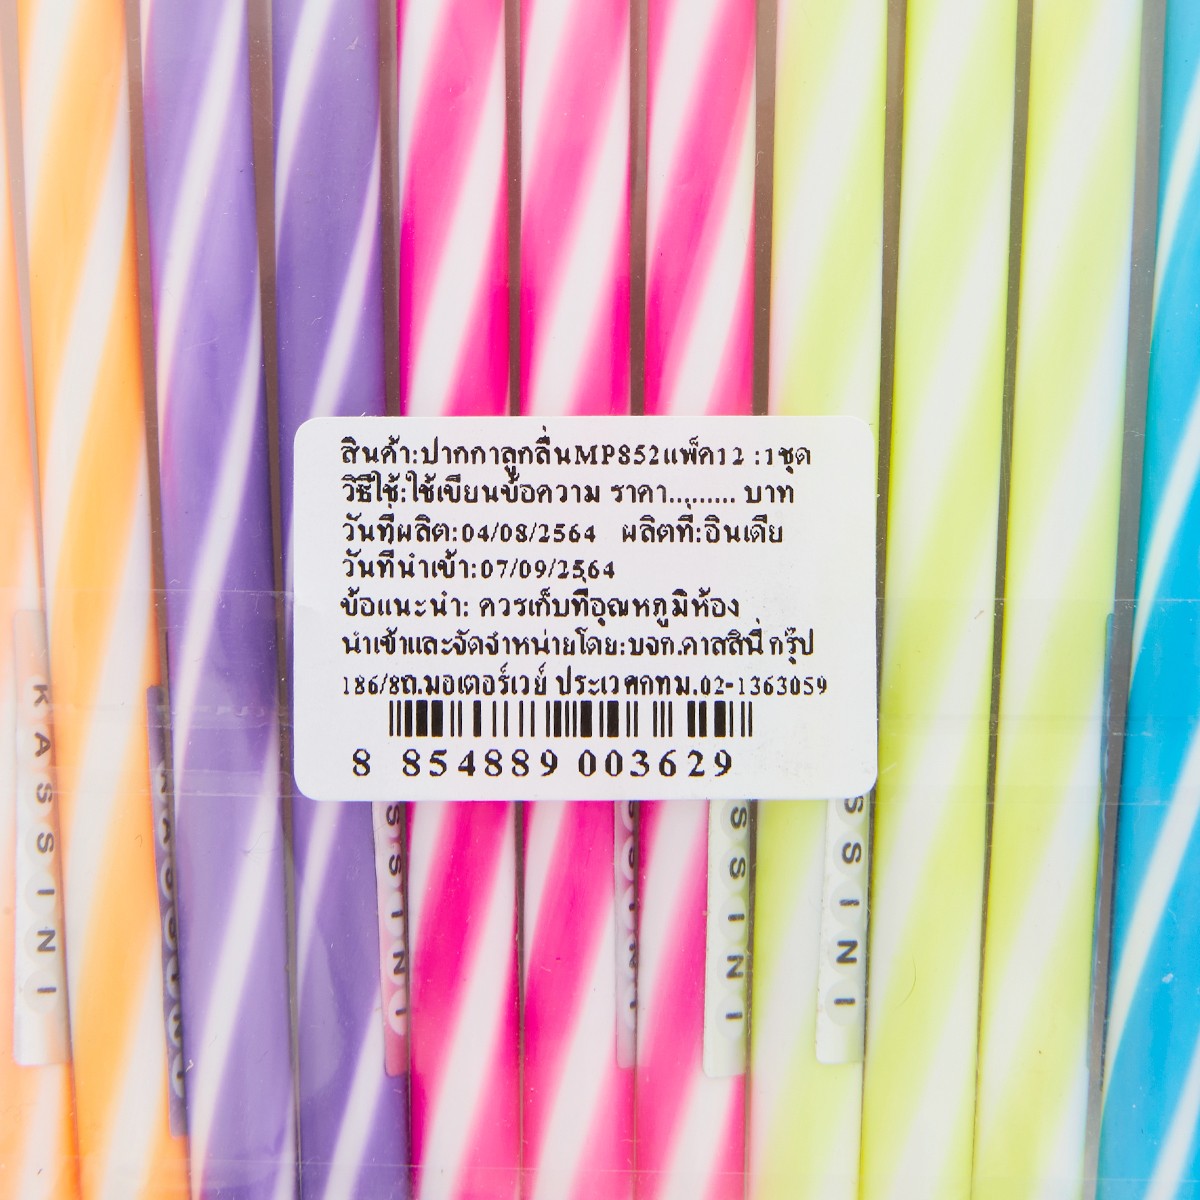 สินค้า:ปากกาลูกลื่นMP852แพ็ค12 :1ชุด
วิธีใช้:ใช้เขียนข้อความ ราคา......... บาท
วันที่ผลิต:04/08/2564 ผลิตที่:อินเดีย
วันที่นำเข้า:07/09/2564
ข้อแนะนำ: ควรเก็บที่อุณหภูมิห้อง
นำเข้าและจัดจำหน่ายโดย:บจก.คาสสินี่ กรุ๊ป
186/8ถ.มอเตอร์เวย์ ประเวศกทม.02-1363059
8 854889 003629
KASSINI
SSINI
SSINI
SSINI